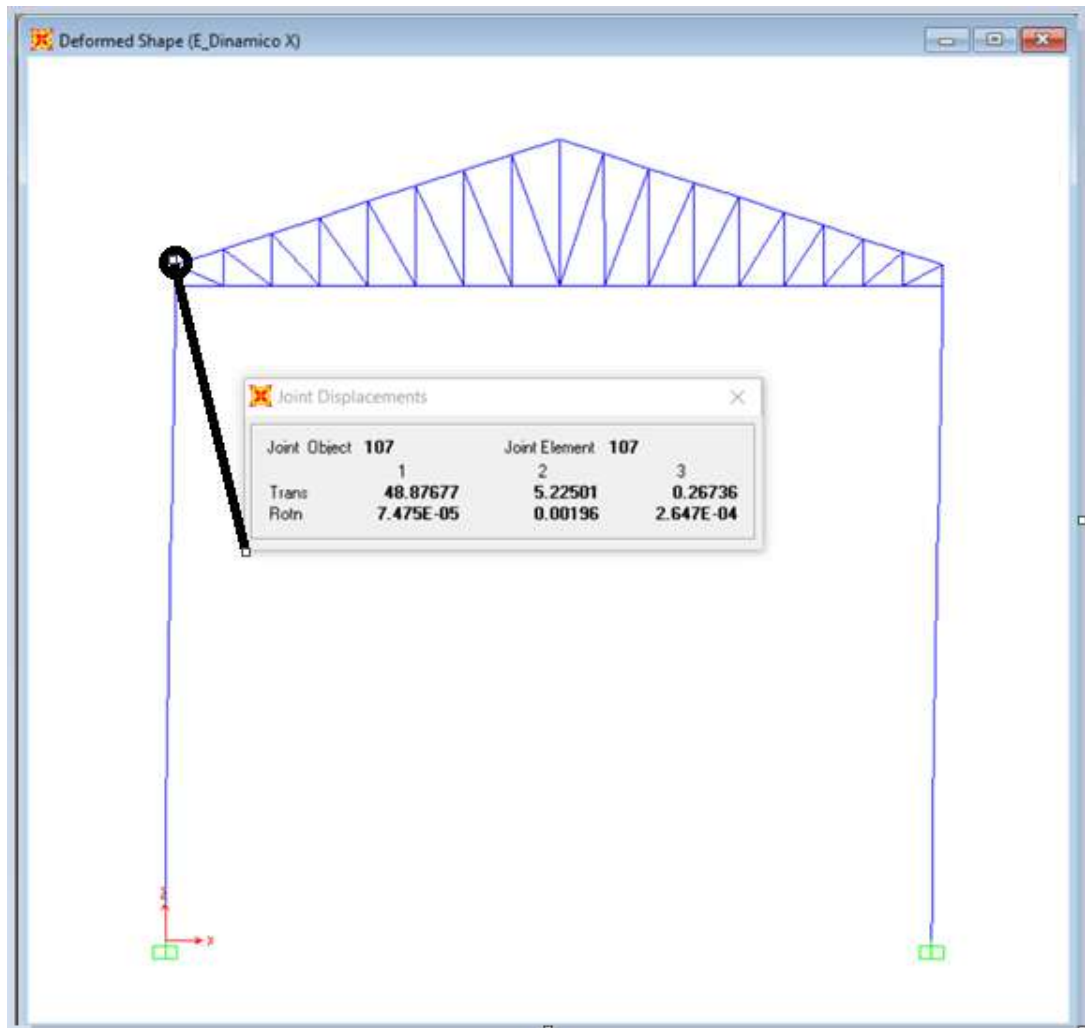 Deformed Shape (E_Dinamico X)
Joint Displacements
Joint Object 107 Joint Element 107
1 2 3
Trans 48.87677 5.22501 0.26736
Rotn 7.475E-05 0.00196 2.647E-04
Z
X